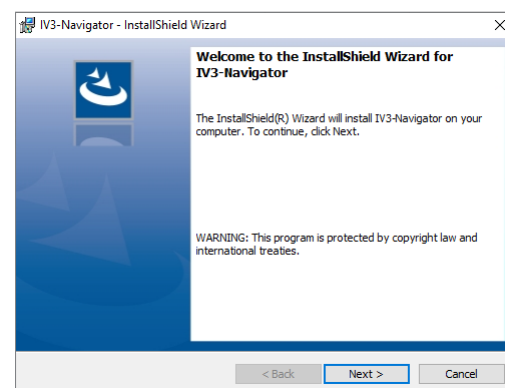 IV3-Navigator - InstallShield Wizard
Welcome to the InstallShield Wizard for
IV3-Navigator
The InstallShield(R) Wizard will install IV3-Navigator on your
computer. To continue, click Next.
WARNING: This program is protected by copyright law and
international treaties.
< Back Next > Cancel